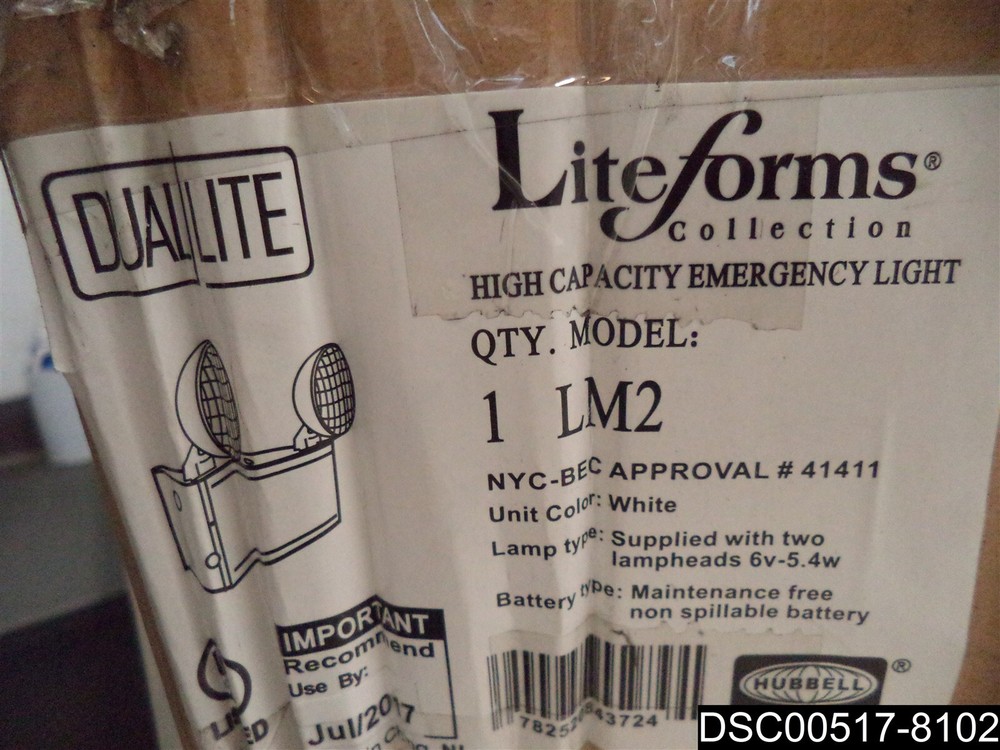 DUAL-LITE
Liteforms®
Collection
HIGH CAPACITY EMERGENCY LIGHT
QTY. MODEL:
1 LM2
NYC-BEC APPROVAL # 41411
Unit Color: White
Lamp type: Supplied with two
lampheads 6v-5.4w
Battery type: Maintenance free
non spillable battery
IMPORTANT
Recommend
Use By:
Jul/2017
HUBBELL®
DSC00517-8102